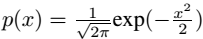 p(x) = \frac{1}{\sqrt{2\pi}} \exp(-\frac{x^2}{2})